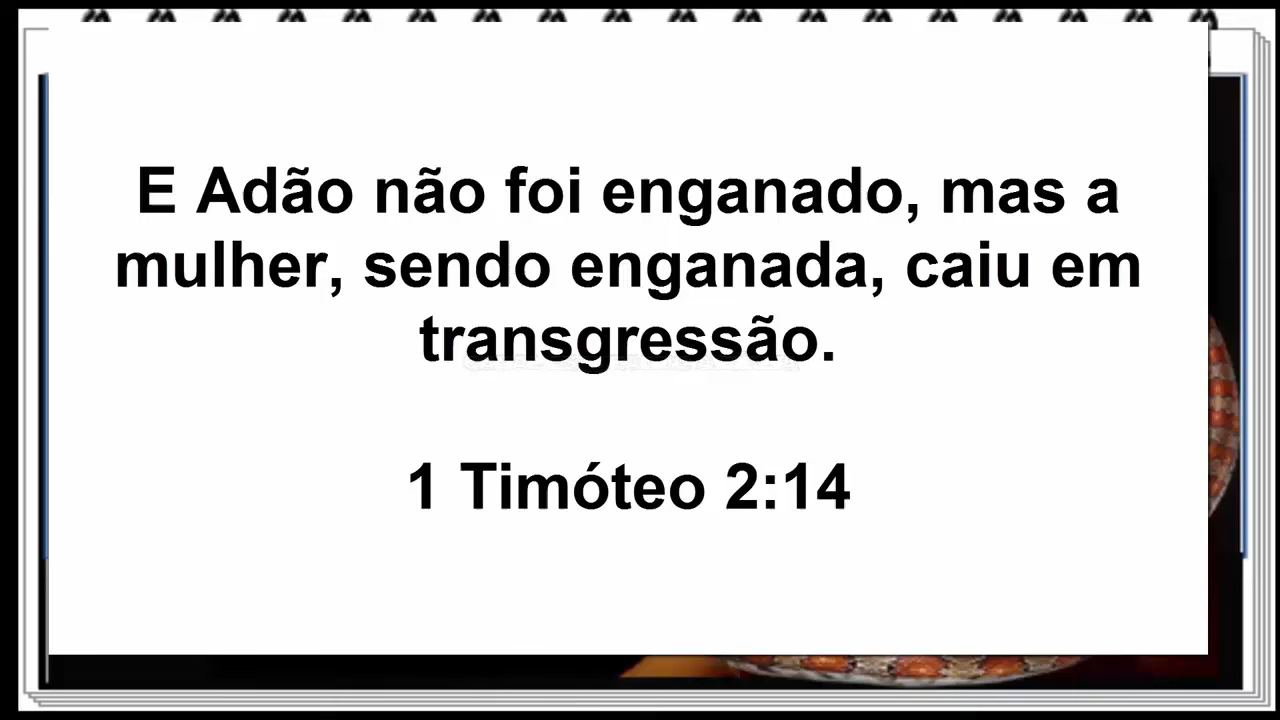 E Adão não foi enganado, mas a
mulher, sendo enganada, caiu em
transgressão.
1 Timóteo 2:14